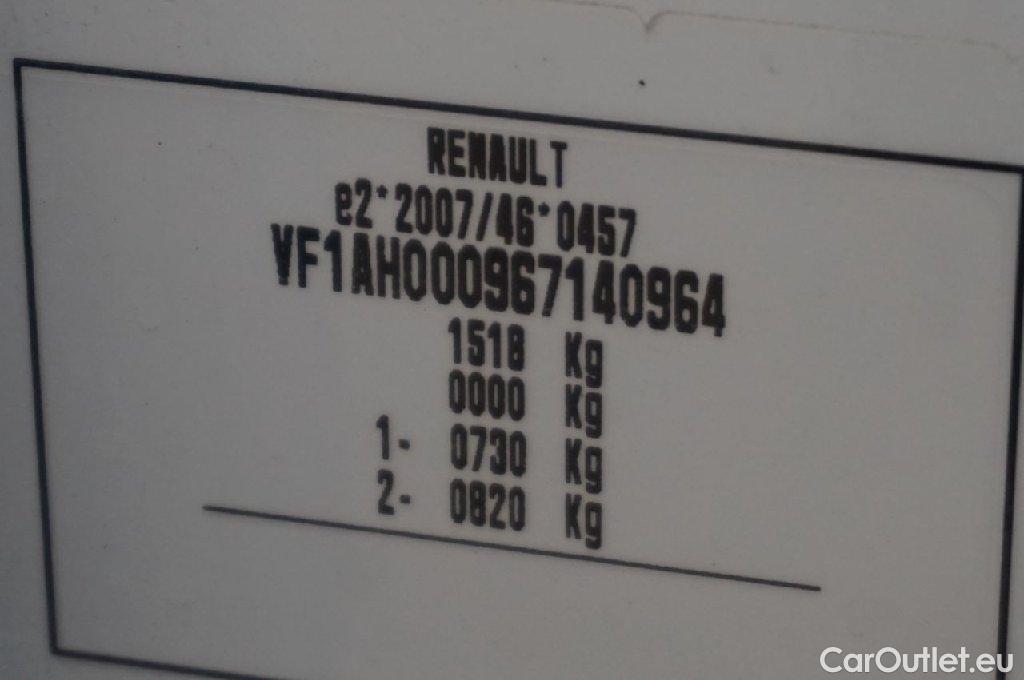 RENAULT
e2*2007/46*0457
VF1AH000967140964
1518 Kg
0000 Kg
1- 0730 Kg
2- 0820 Kg
CarOutlet.eu